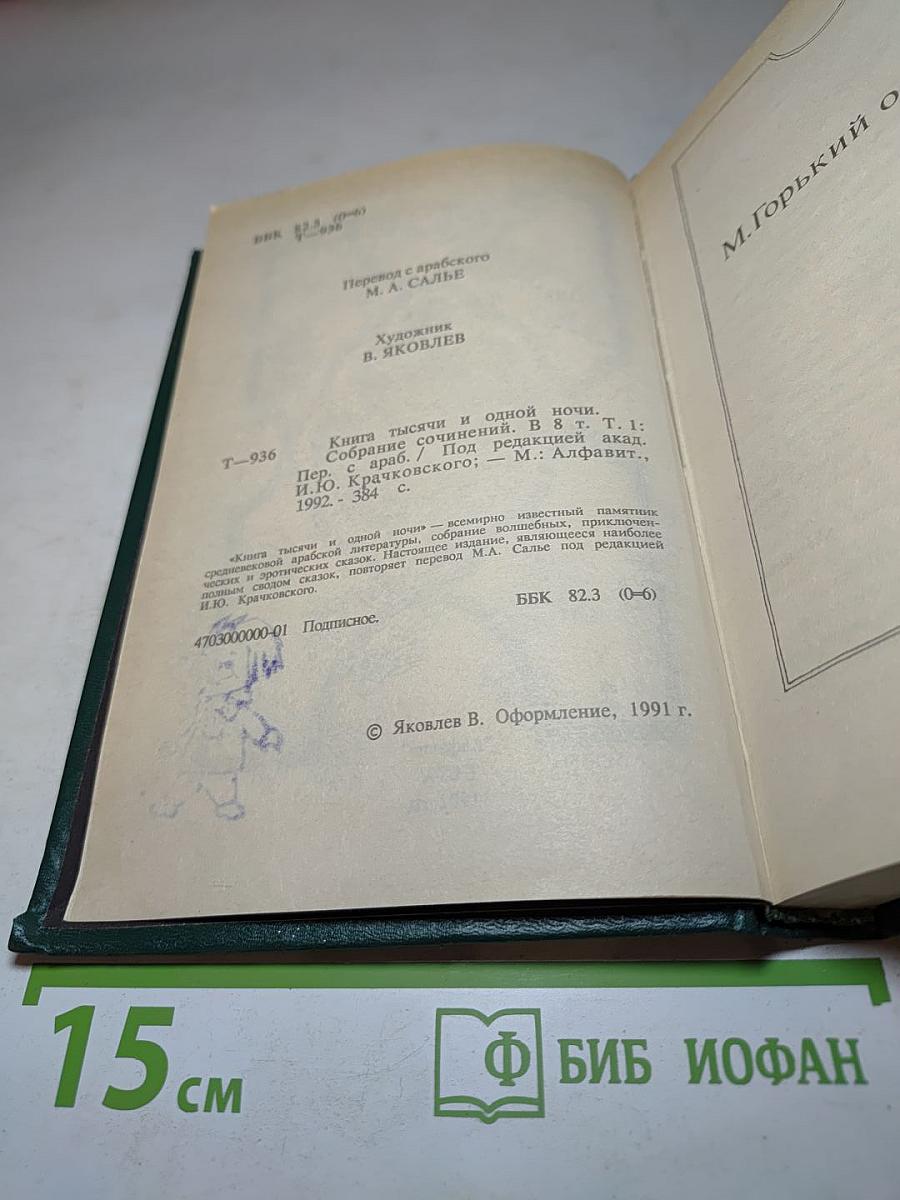 ББК 82.3 (0=6)
Т—936
Перевод с арабского
М. А. САЛЬЕ
Художник
В. ЯКОВЛЕВ
Книга тысячи и одной ночи.
Т—936 Собрание сочинений. В 8 т. Т. 1:
Пер. с араб. / Под редакцией акад.
И.Ю. Крачковского; — М.: Алфавит.,
1992. - 384 с.
«Книга тысячи и одной ночи» — всемирно известный памятник
средневековой арабской литературы, собрание волшебных, приключен-
ческих и эротических сказок. Настоящее издание, являющееся наиболее
полным сводом сказок, повторяет перевод М.А. Салье под редакцией
И.Ю. Крачковского.
4703000000-01 Подписное.
ББК 82.3 (0=6)
© Яковлев В. Оформление, 1991 г.
М.Горький о
15 см
Ф БИБ ИОФАН